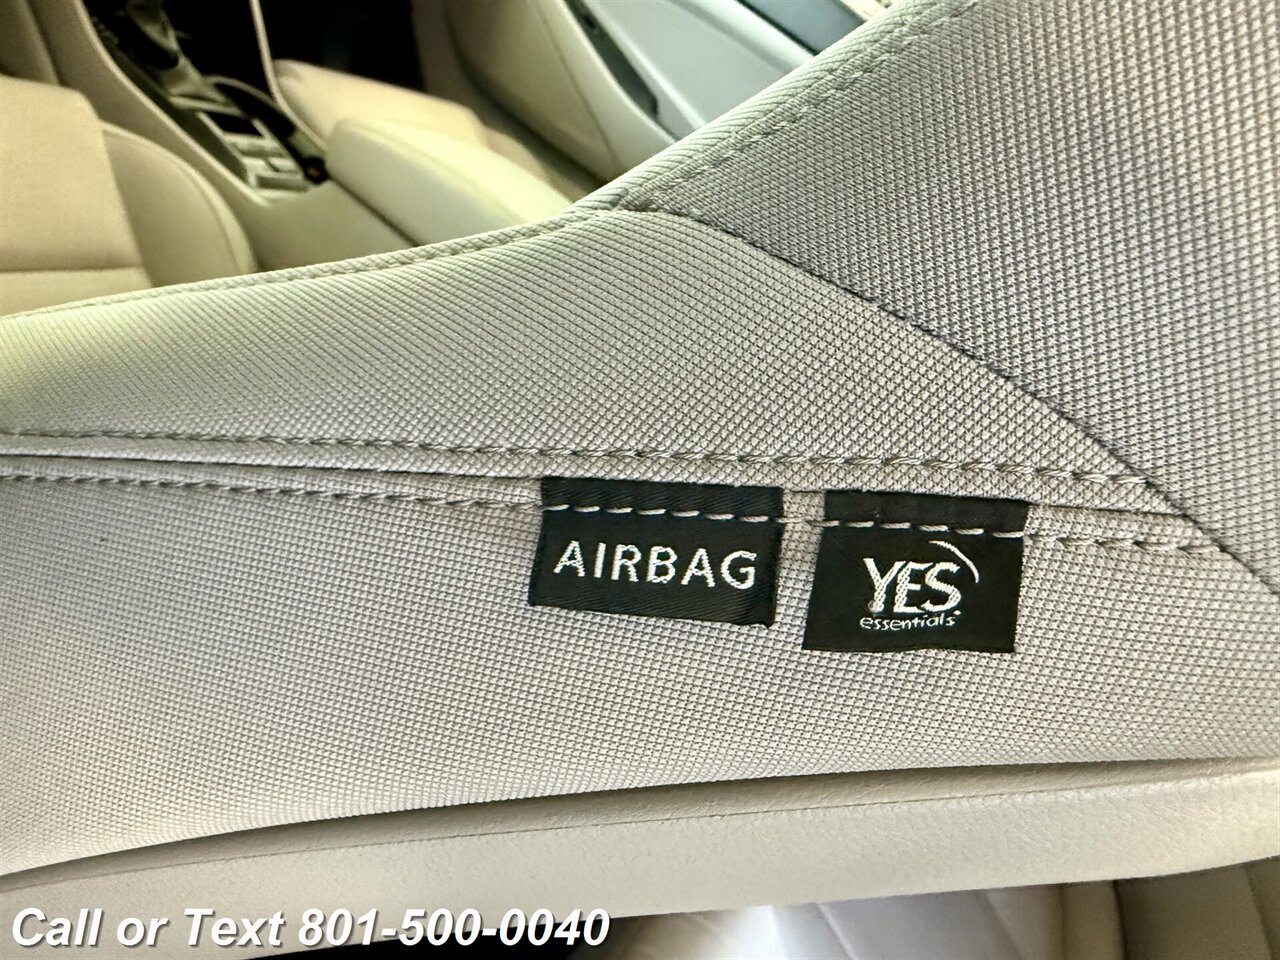 AIRBAG
YES
essentials
Call or Text 801-500-0040